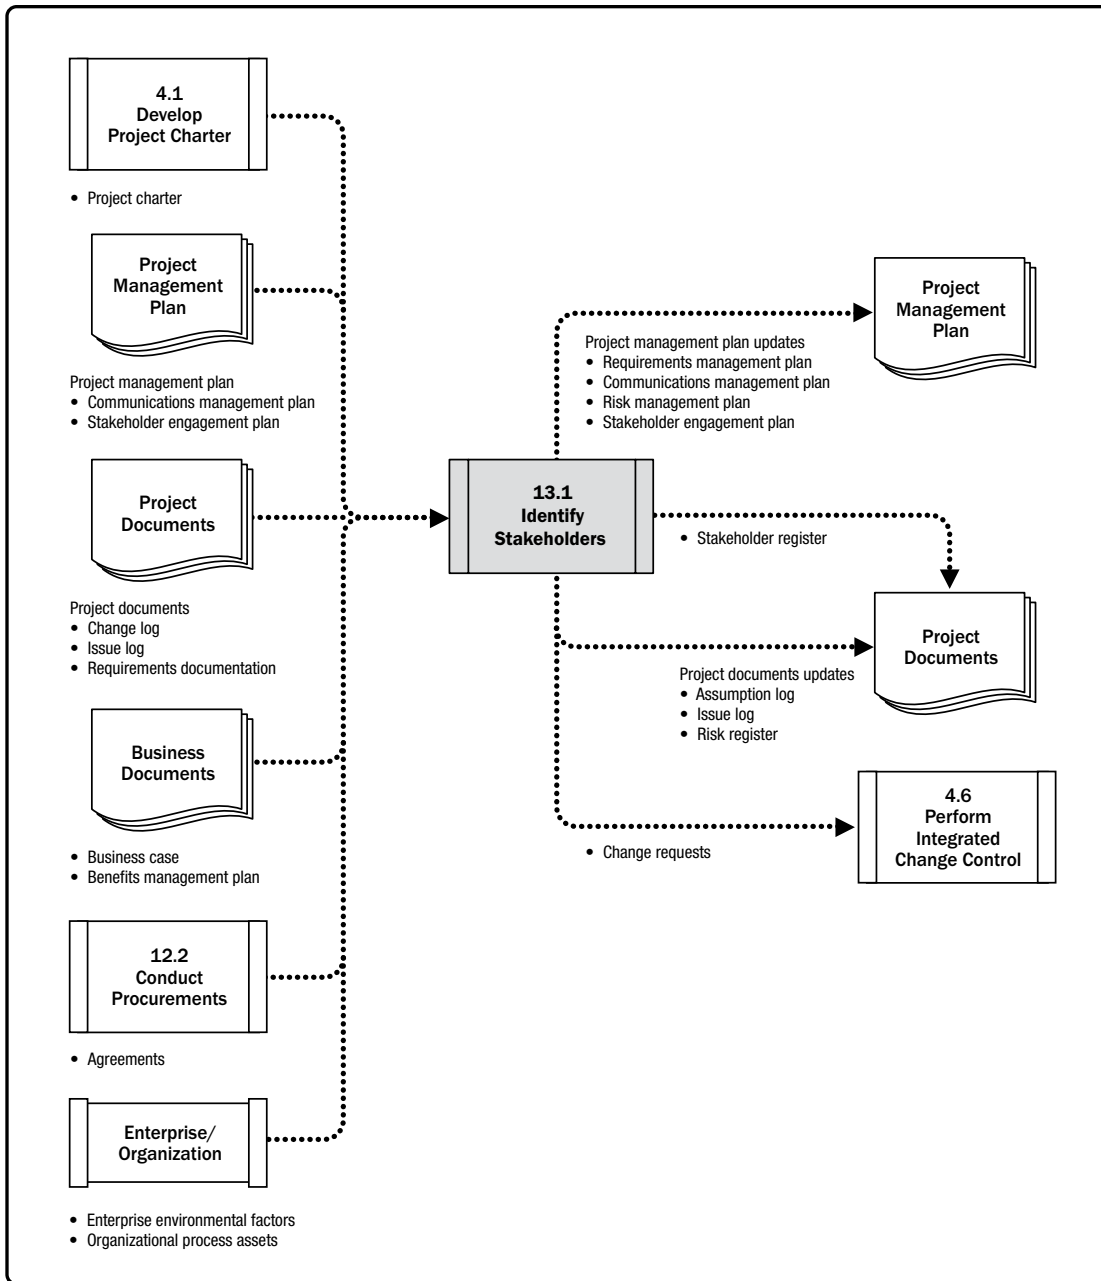 4.1
Develop
Project Charter
• Project charter
Project
Management
Plan
Project management plan
• Communications management plan
• Stakeholder engagement plan
Project
Documents
Project documents
• Change log
• Issue log
• Requirements documentation
Business
Documents
• Business case
• Benefits management plan
12.2
Conduct
Procurements
• Agreements
Enterprise/
Organization
• Enterprise environmental factors
• Organizational process assets
13.1
Identify
Stakeholders
Project management plan updates
• Requirements management plan
• Communications management plan
• Risk management plan
• Stakeholder engagement plan
Project
Management
Plan
• Stakeholder register
Project
Documents
Project documents updates
• Assumption log
• Issue log
• Risk register
• Change requests
4.6
Perform
Integrated
Change Control